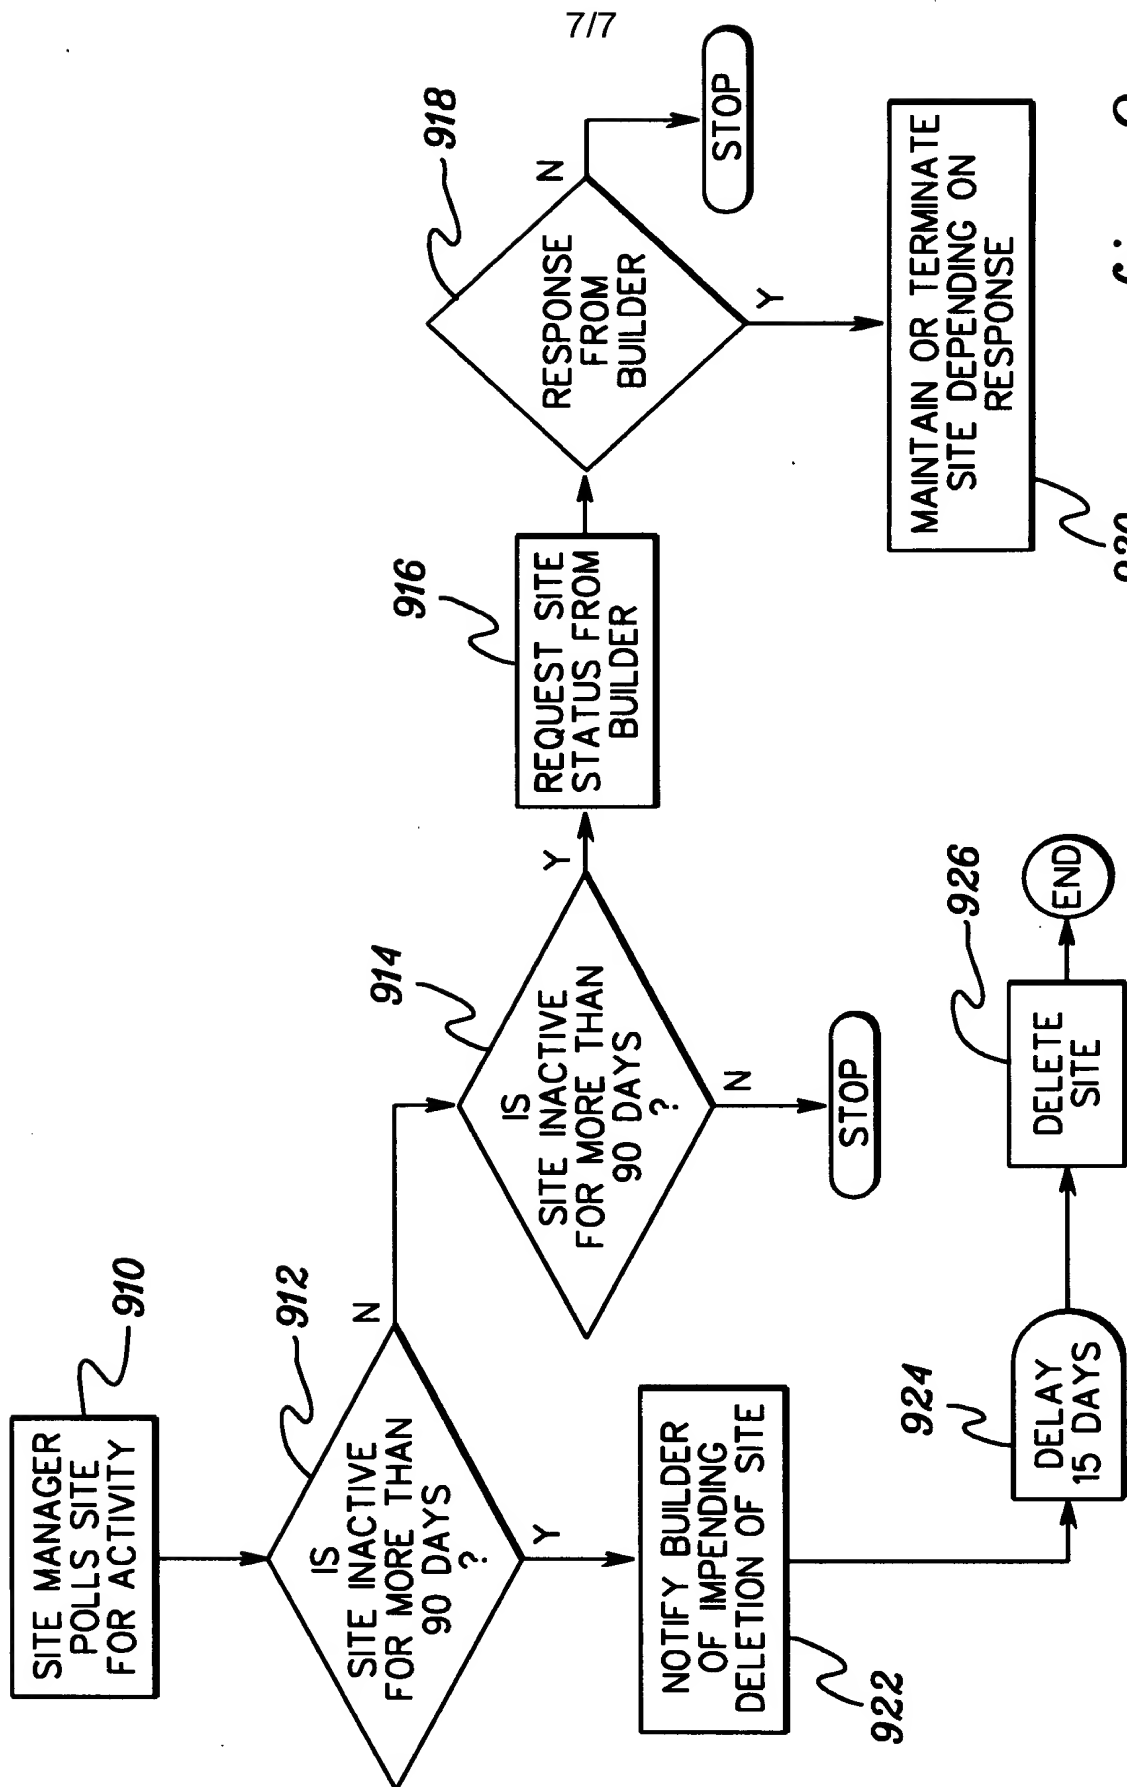 7/7
SITE MANAGER
POLLS SITE
FOR ACTIVITY
910
IS
SITE INACTIVE
FOR MORE THAN
90 DAYS
?
912
N
Y
IS
SITE INACTIVE
FOR MORE THAN
90 DAYS
?
914
Y
N
STOP
REQUEST SITE
STATUS FROM
BUILDER
916
RESPONSE
FROM
BUILDER
918
N
STOP
Y
MAINTAIN OR TERMINATE
SITE DEPENDING ON
RESPONSE
NOTIFY BUILDER
OF IMPENDING
DELETION OF SITE
922
DELAY
15 DAYS
924
DELETE
SITE
926
END